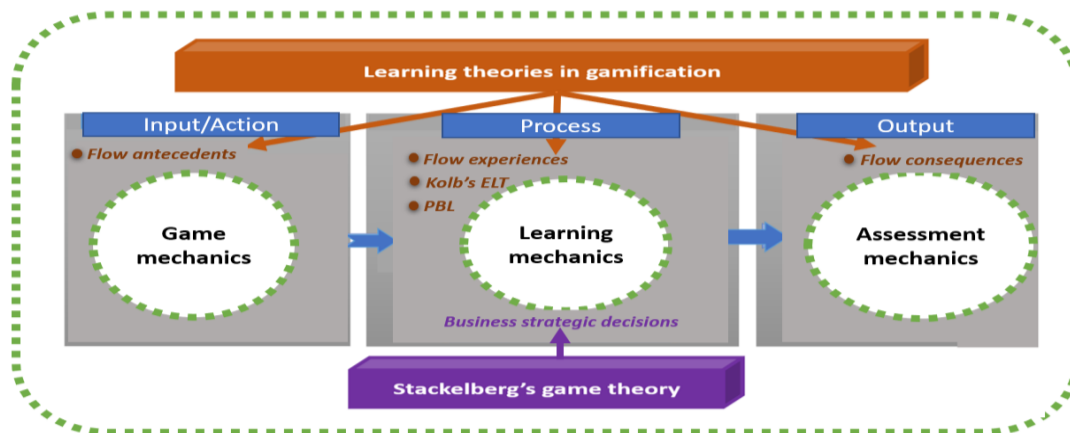 Learning theories in gamification
Input/Action
Process
Output
Flow antecedents
Flow experiences
Kolb's ELT
PBL
Flow consequences
Game
mechanics
Learning
mechanics
Assessment
mechanics
Business strategic decisions
Stackelberg's game theory